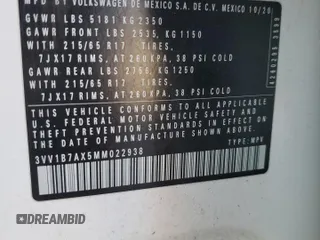 MFD BY VOLKSWAGEN DE MEXICO S.A. DE C.V. MEXICO 10/20
GVWR LBS 5181 KG 2350
GAWR FRONT LBS 2535, KG 1150
WITH 215/65 R17 TIRES,
7JX17 RIMS, AT 260 KPA, 38 PSI COLD
GAWR REAR LBS 2760, KG 1250
WITH 215/65 R17 TIRES,
7JX17 RIMS, AT 260 KPA, 38 PSI COLD
THIS VEHICLE CONFORMS TO ALL APPLICABLE
U.S. FEDERAL MOTOR VEHICLE SAFETY, BUMPER AND
THEFT PREVENTION STANDARDS IN EFFECT ON THE
DATE OF MANUFACTURE SHOWN ABOVE
3VV1B7AX5MM022938 TYPE: MPV
DREAMBID